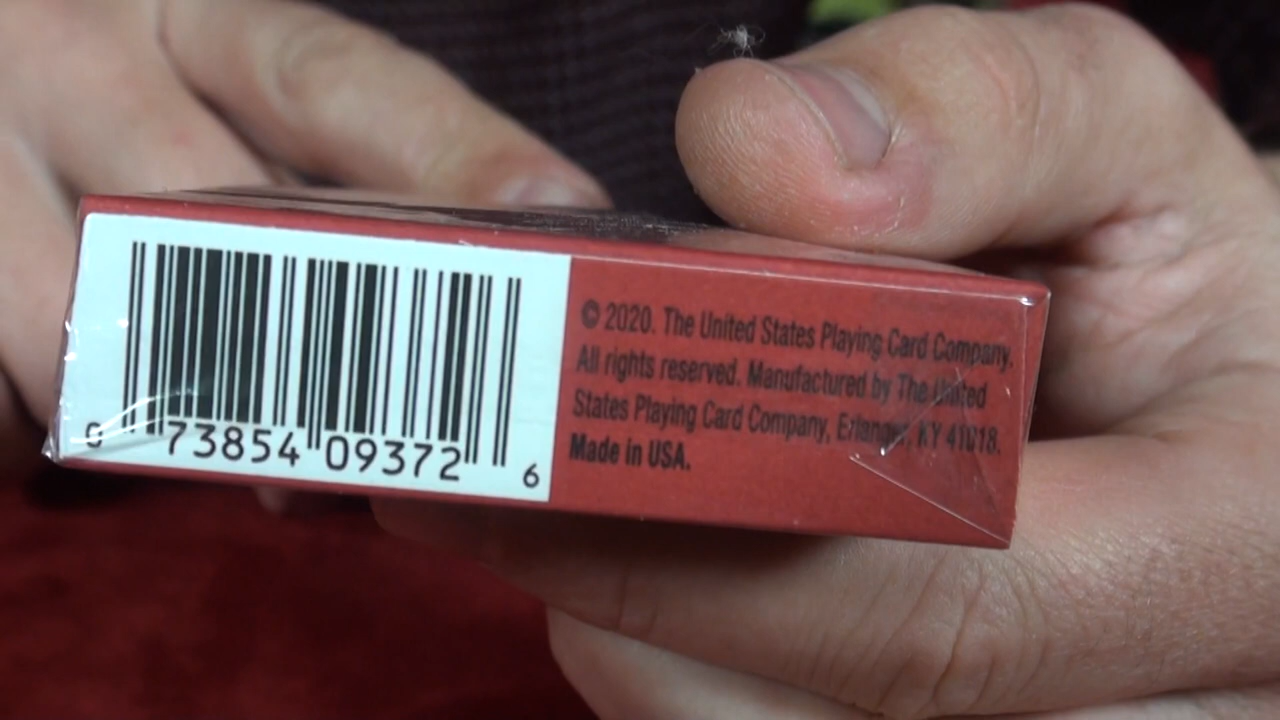 © 2020. The United States Playing Card Company.
All rights reserved. Manufactured by The United
States Playing Card Company, Erlanger, KY 41018.
Made in USA.
0 73854 09372 6